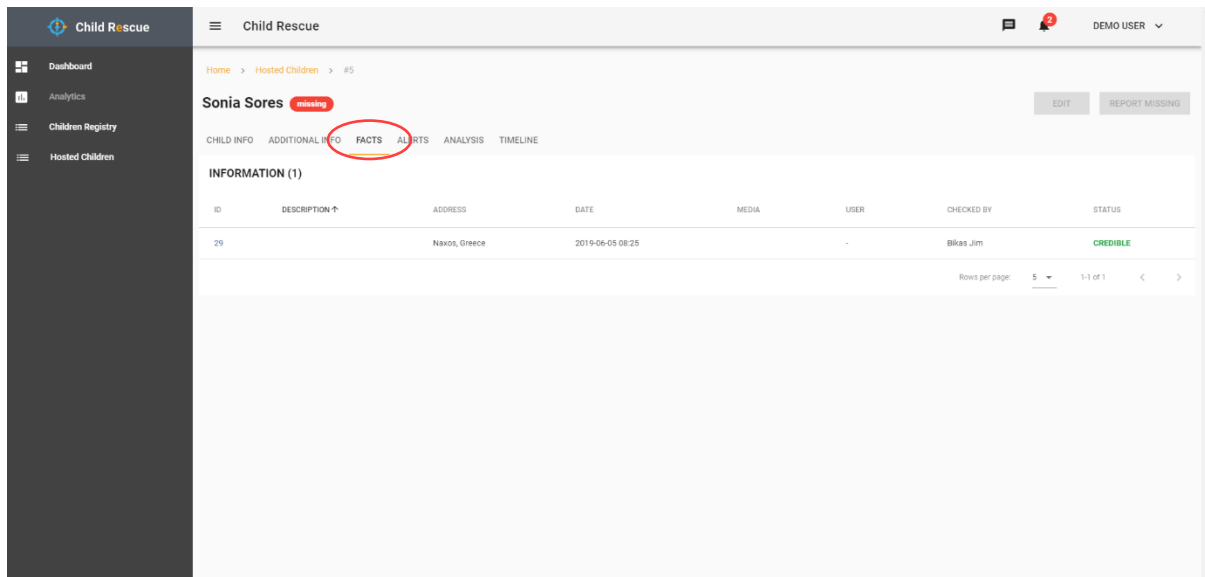 Child Rescue
Child Rescue
2
DEMO USER
Dashboard
Analytics
Children Registry
Hosted Children
Home > Hosted Children > #5
Sonia Sores missing
EDIT REPORT MISSING
CHILD INFO ADDITIONAL INFO FACTS ALERTS ANALYSIS TIMELINE
INFORMATION (1)
ID DESCRIPTION↑ ADDRESS DATE MEDIA USER CHECKED BY STATUS
29 Naxos, Greece 2019-06-05 08:25 - Bikas Jim CREDIBLE
Rows per page: 5 1-1 of 1 < >